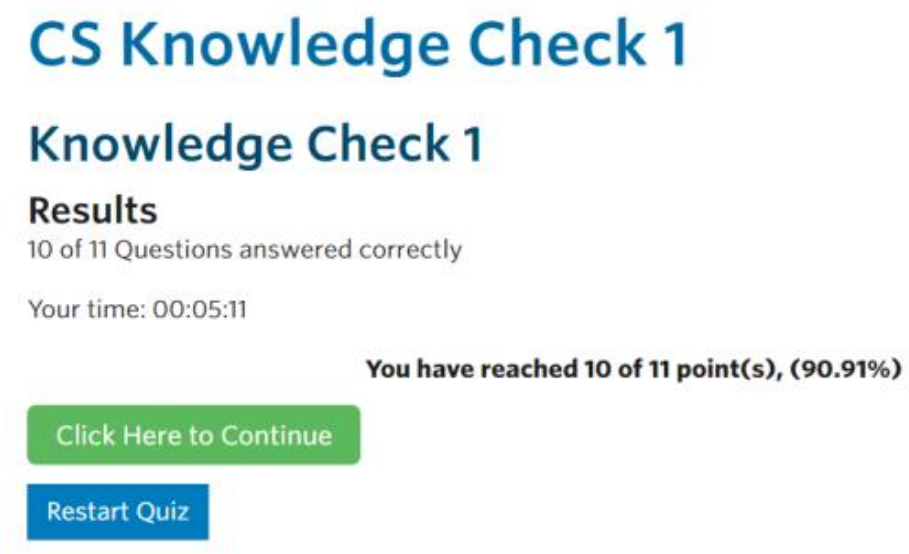 CS Knowledge Check 1
Knowledge Check 1
Results
10 of 11 Questions answered correctly
Your time: 00:05:11
You have reached 10 of 11 point(s), (90.91%)
Click Here to Continue
Restart Quiz